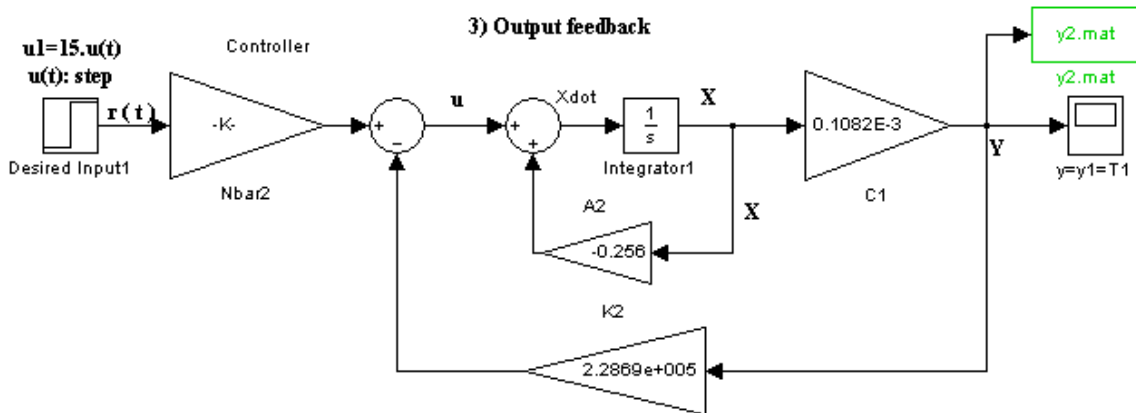 3) Output feedback
u1=15.u(t)
u(t): step
Controller
y2.mat
y2.mat
r(t)
-K-
+
−
u
+
+
Xdot
1
s
X
0.1082E-3
Y
Desired Input1
Nbar2
Integrator1
C1
y=y1=T1
A2
X
-0.256
K2
2.2869e+005